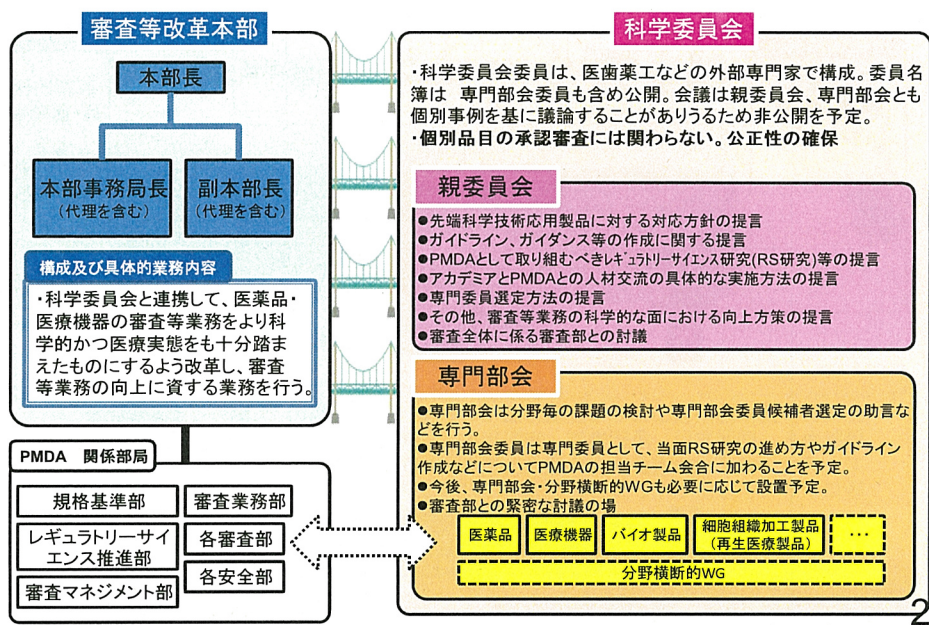 審査等改革本部
本部長
本部事務局長
(代理を含む)
副本部長
(代理を含む)
構成及び具体的業務内容
・科学委員会と連携して、医薬品・
医療機器の審査等業務をより科
学的かつ医療実態をも十分踏ま
えたものにするよう改革し、審査
等業務の向上に資する業務を行う。
PMDA 関係部局
規格基準部
審査業務部
レギュラトリーサイ
エンス推進部
各審査部
審査マネジメント部
各安全部
科学委員会
・科学委員会委員は、医歯薬工などの外部専門家で構成。委員名
簿は 専門部会委員も含め公開。会議は親委員会、専門部会とも
個別事例を基に議論することがありうるため非公開を予定。
・個別品目の承認審査には関わらない。公正性の確保
親委員会
●先端科学技術応用製品に対する対応方針の提言
●ガイドライン、ガイダンス等の作成に関する提言
●PMDAとして取り組むべきレギュラトリーサイエンス研究(RS研究)等の提言
●アカデミアとPMDAとの人材交流の具体的な実施方法の提言
●専門委員選定方法の提言
●その他、審査等業務の科学的な面における向上方策の提言
●審査全体に係る審査部との討議
専門部会
●専門部会は分野毎の課題の検討や専門部会委員候補者選定の助言な
どを行う。
●専門部会委員は専門委員として、当面RS研究の進め方やガイドライン
作成などについてPMDAの担当チーム会合に加わることを予定。
●今後、専門部会・分野横断的WGも必要に応じて設置予定。
●審査部との緊密な討議の場
医薬品
医療機器
バイオ製品
細胞組織加工製品
(再生医療製品)
…
分野横断的WG
2